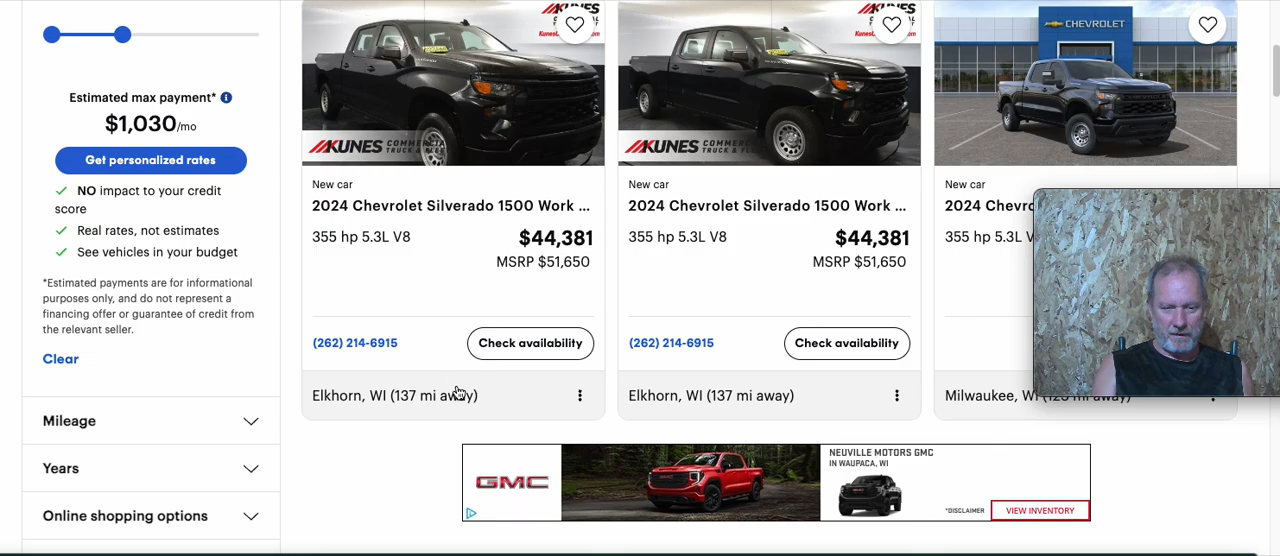 Estimated max payment*
$1,030/mo
Get personalized rates
NO impact to your credit
score
Real rates, not estimates
See vehicles in your budget
*Estimated payments are for informational
purposes only, and do not represent a
financing offer or guarantee of credit from
the relevant seller.
Clear
Mileage
Years
Online shopping options
KUNES
New car
2024 Chevrolet Silverado 1500 Work ...
355 hp 5.3L V8
$44,381
MSRP $51,650
(262) 214-6915
Check availability
Elkhorn, WI (137 mi away)
KUNES
New car
2024 Chevrolet Silverado 1500 Work ...
355 hp 5.3L V8
$44,381
MSRP $51,650
(262) 214-6915
Check availability
Elkhorn, WI (137 mi away)
CHEVROLET
New car
2024 Chevro
355 hp 5.3L V
Milwaukee, W
GMC
NEUVILLE MOTORS GMC
IN WAUPACA, WI
*DISCLAIMER
VIEW INVENTORY